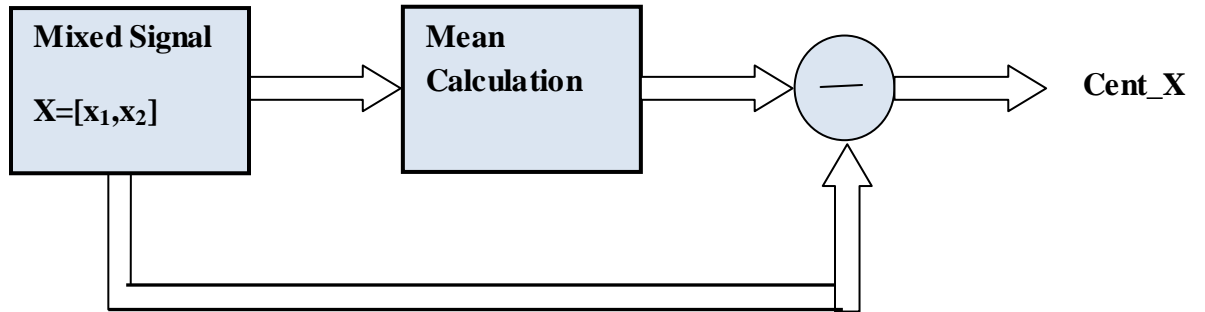 Mixed Signal
X=[x₁,x₂]
Mean
Calculation
—
Cent_X